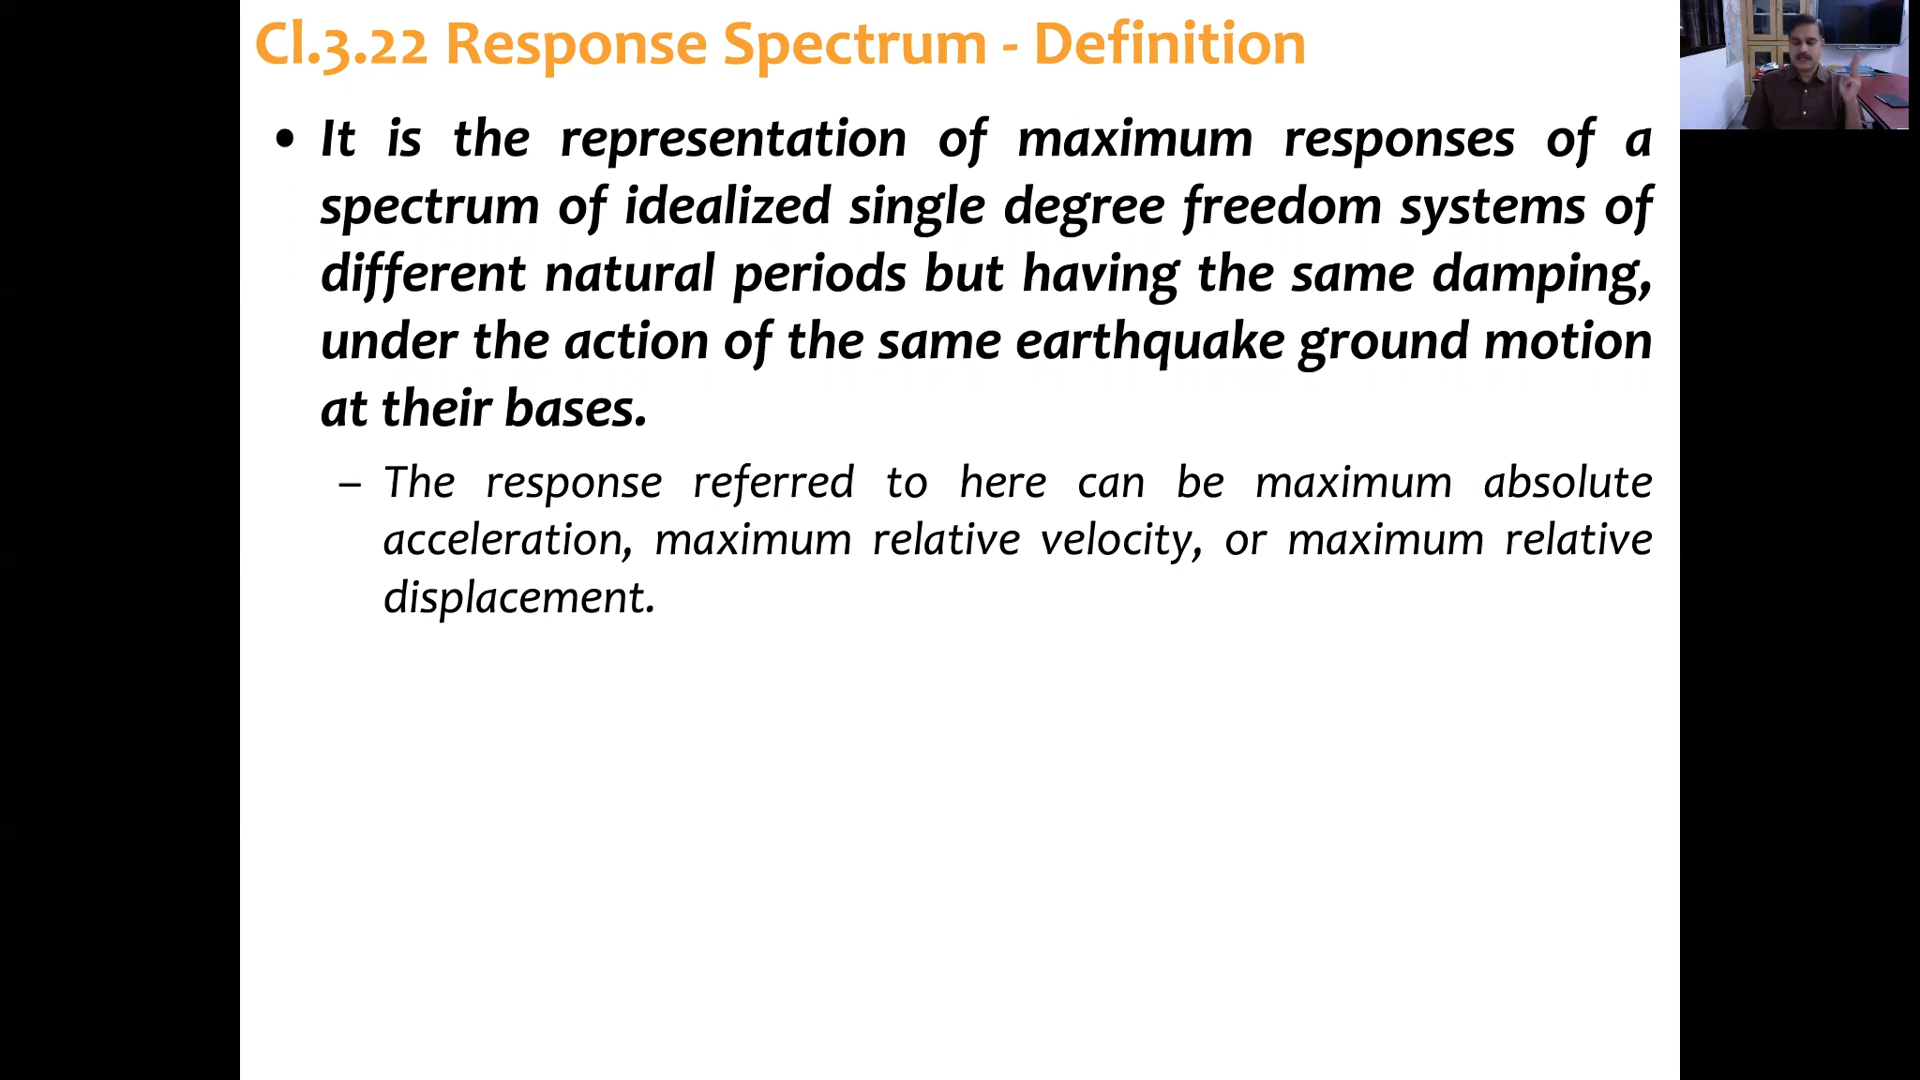 Cl.3.22 Response Spectrum - Definition
• It is the representation of maximum responses of a
spectrum of idealized single degree freedom systems of
different natural periods but having the same damping,
under the action of the same earthquake ground motion
at their bases.
– The response referred to here can be maximum absolute
acceleration, maximum relative velocity, or maximum relative
displacement.